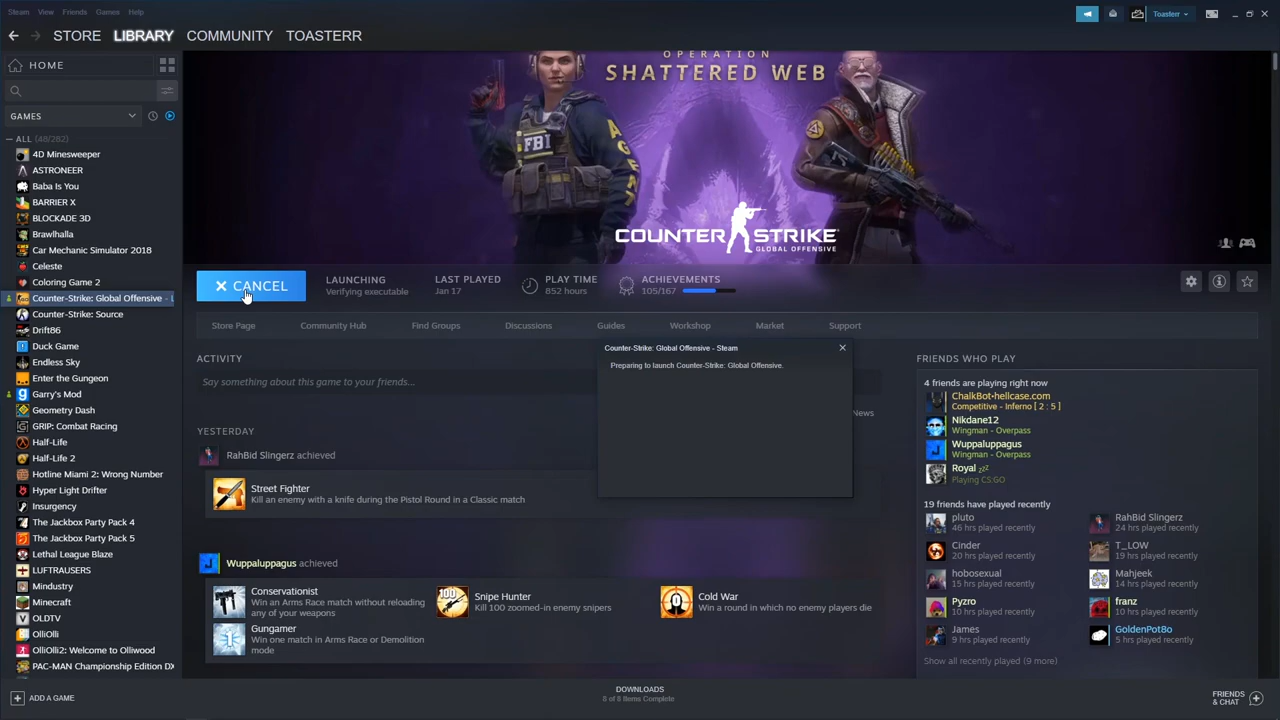 Steam View Friends Games Help
Toasterr
STORE LIBRARY COMMUNITY TOASTERR
HOME
GAMES
ALL (48/282)
4D Minesweeper
ASTRONEER
Baba Is You
BARRIER X
BLOCKADE 3D
Brawlhalla
Car Mechanic Simulator 2018
Celeste
Coloring Game 2
Counter-Strike: Global Offensive - L
Counter-Strike: Source
Drift86
Duck Game
Endless Sky
Enter the Gungeon
Garry's Mod
Geometry Dash
GRIP: Combat Racing
Half-Life
Half-Life 2
Hotline Miami 2: Wrong Number
Hyper Light Drifter
Insurgency
The Jackbox Party Pack 4
The Jackbox Party Pack 5
Lethal League Blaze
LUFTRAUSERS
Mindustry
Minecraft
OLDTV
OlliOlli
OlliOlli2: Welcome to Olliwood
PAC-MAN Championship Edition DX
ADD A GAME
OPERATION
SHATTERED WEB
FBI
AGENT
COUNTER STRIKE
GLOBAL OFFENSIVE
CANCEL
LAUNCHING
Verifying executable
LAST PLAYED
Jan 17
PLAY TIME
852 hours
ACHIEVEMENTS
105/167
Store Page Community Hub Find Groups Discussions Guides Workshop Market Support
Counter-Strike: Global Offensive - Steam
Preparing to launch Counter-Strike: Global Offensive.
ACTIVITY
Say something about this game to your friends...
News
YESTERDAY
RahBid Slingerz achieved
Street Fighter
Kill an enemy with a knife during the Pistol Round in a Classic match
Wuppaluppagus achieved
Conservationist
Win an Arms Race match without reloading
any of your weapons
100
Snipe Hunter
Kill 100 zoomed-in enemy snipers
Cold War
Win a round in which no enemy players die
Gungamer
Win one match in Arms Race or Demolition
mode
FRIENDS WHO PLAY
4 friends are playing right now
ChalkBot•hellcase.com
Competitive - Inferno [ 2 : 5 ]
Nikdane12
Wingman - Overpass
Wuppaluppagus
Wingman - Overpass
Royal zzz
Playing CS:GO
19 friends have played recently
pluto
46 hrs played recently
RahBid Slingerz
24 hrs played recently
Cinder
20 hrs played recently
T_LOW
19 hrs played recently
hobosexual
15 hrs played recently
Mahjeek
14 hrs played recently
Pyzro
10 hrs played recently
franz
10 hrs played recently
James
9 hrs played recently
GoldenPot8o
5 hrs played recently
Show all recently played (9 more)
DOWNLOADS
5 of 5 Items Complete
FRIENDS
& CHAT